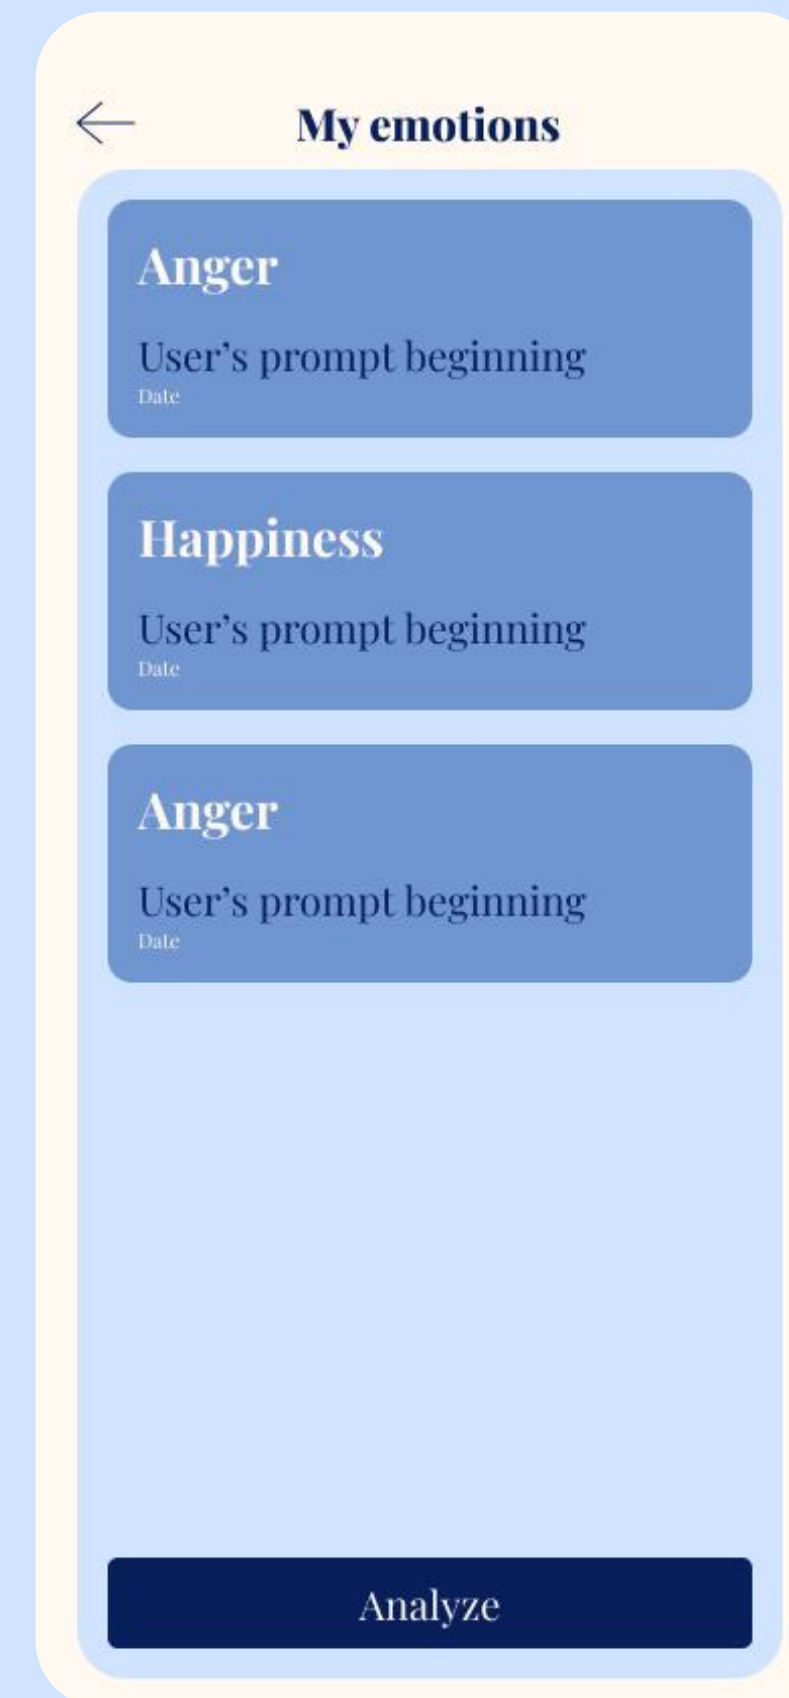 My emotions
Anger
User’s prompt beginning
Date
Happiness
User’s prompt beginning
Date
Anger
User’s prompt beginning
Date
Analyze